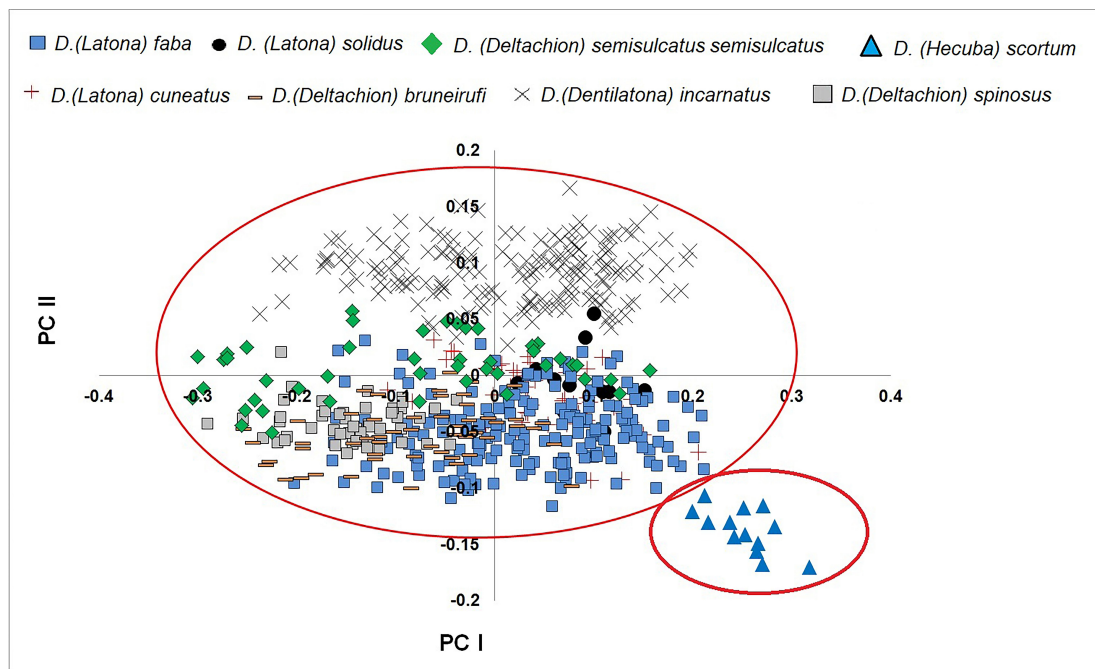 D.(Latona) faba D. (Latona) solidus D. (Deltachion) semisulcatus semisulcatus D. (Hecuba) scortum
D.(Latona) cuneatus D.(Deltachion) bruneirufi D.(Dentilatona) incarnatus D.(Deltachion) spinosus
0.2
0.15
0.1
0.05
0
-0.4 -0.3 -0.2 -0.1 0 0.1 0.2 0.3 0.4
-0.05
-0.1
-0.15
-0.2
PC II
PC I